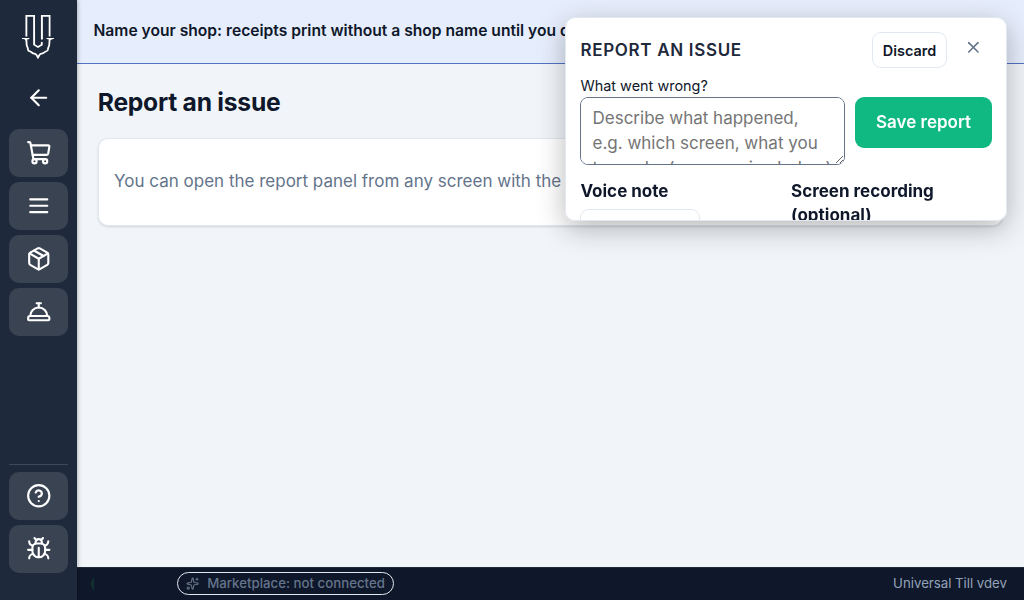 Name your shop: receipts print without a shop name until you
REPORT AN ISSUE
Discard
What went wrong?
Describe what happened,
e.g. which screen, what you
Save report
Voice note
Screen recording
(optional)
Report an issue
You can open the report panel from any screen with the
Marketplace: not connected
Universal Till vdev